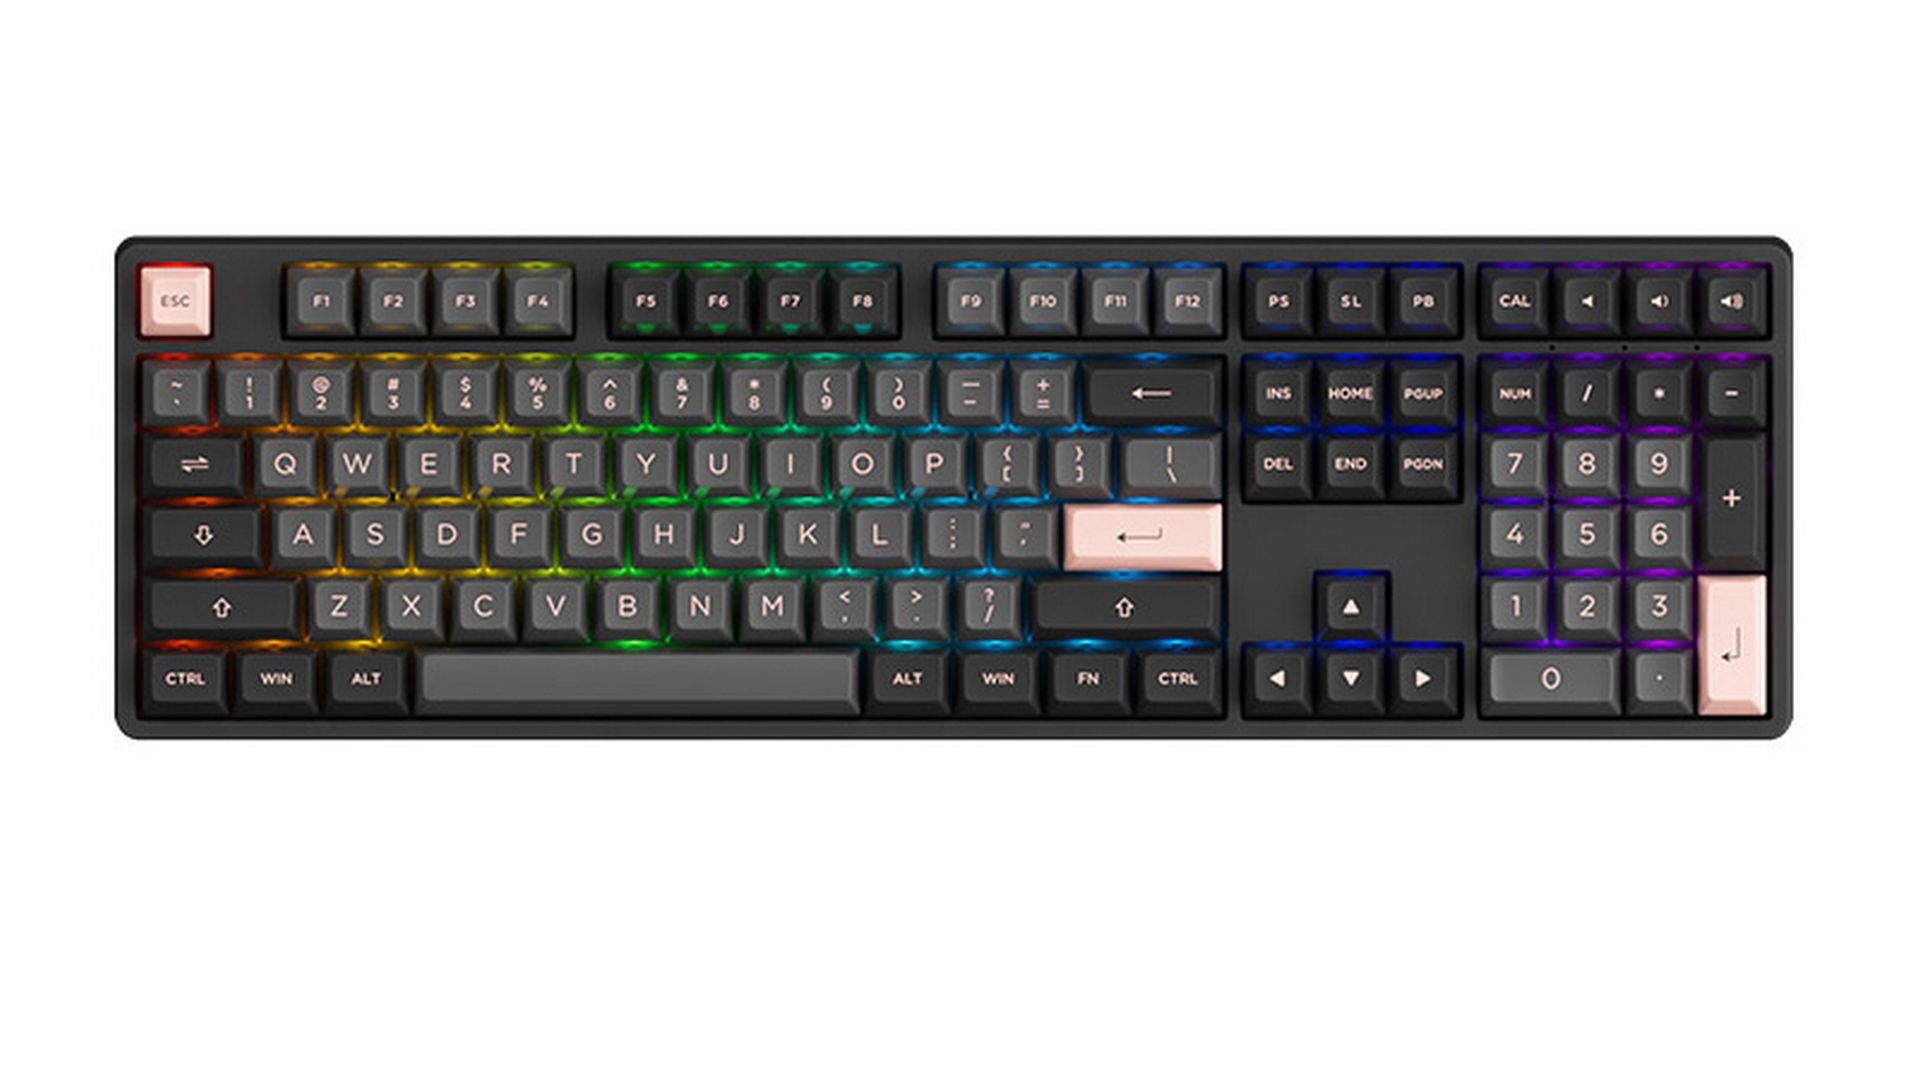 ESC F1 F2 F3 F4 F5 F6 F7 F8 F9 F10 F11 F12 PS SL PB CAL
~ ! @ # $ % ^ & * ( ) — +
` 1 2 3 4 5 6 7 8 9 0 – = INS HOME PGUP NUM / * -
Q W E R T Y U I O P { } |
[ ] \ DEL END PGDN 7 8 9 +
A S D F G H J K L : "
; ' 4 5 6
Z X C V B N M < > ?
, . / 1 2 3
CTRL WIN ALT ALT WIN FN CTRL 0 .